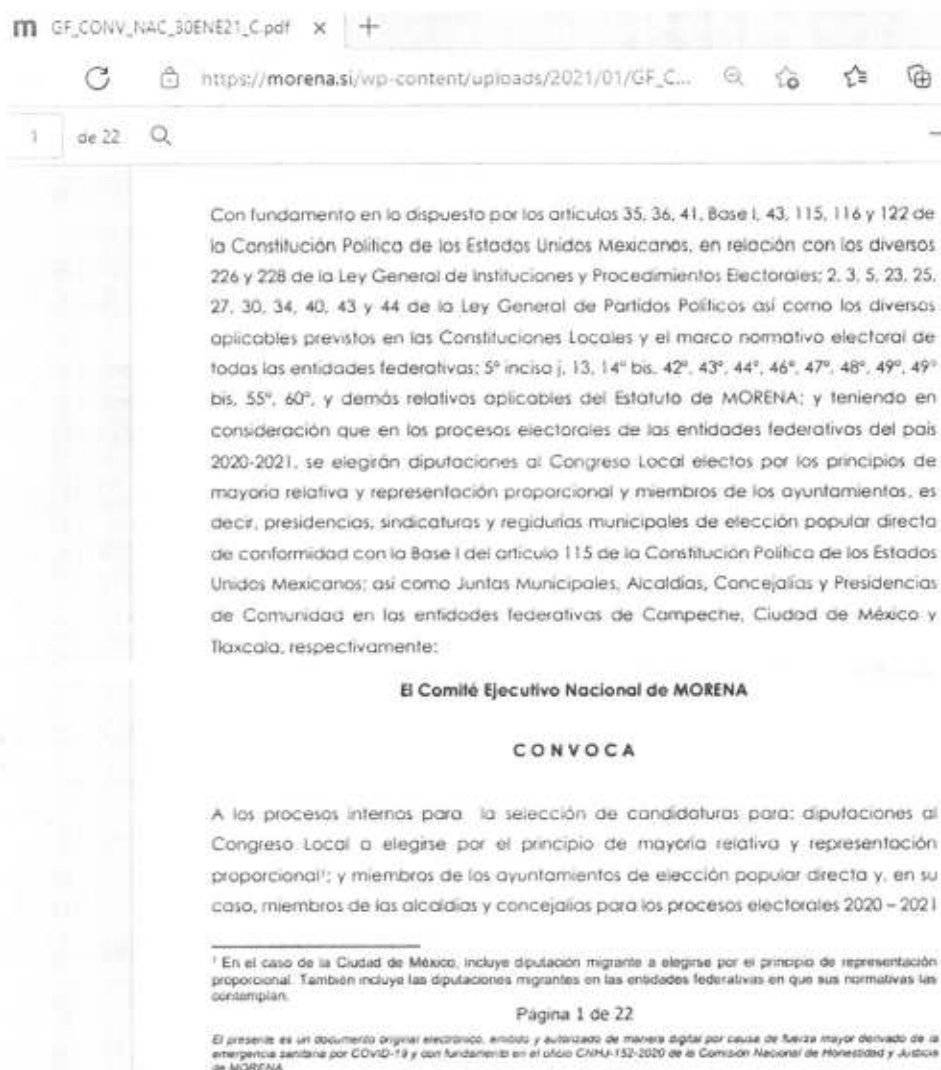 m GF_CONV_NAC_30ENE21_C.pdf × +
https://morena.si/wp-content/uploads/2021/01/GF_C...
1 de 22
Con fundamento en lo dispuesto por los artículos 35, 36, 41, Base I, 43, 115, 116 y 122 de
la Constitución Política de los Estados Unidos Mexicanos, en relación con los diversos
226 y 228 de la Ley General de Instituciones y Procedimientos Electorales; 2, 3, 5, 23, 25,
27, 30, 34, 40, 43 y 44 de la Ley General de Partidos Políticos así como los diversos
aplicables previstos en las Constituciones Locales y el marco normativo electoral de
todas las entidades federativas; 5º inciso j, 13, 14º bis, 42º, 43º, 44º, 46º, 47º, 48º, 49º, 49º
bis, 55º, 60º, y demás relativos aplicables del Estatuto de MORENA; y teniendo en
consideración que en los procesos electorales de las entidades federativas del país
2020-2021, se elegirán diputaciones al Congreso Local electos por los principios de
mayoría relativa y representación proporcional y miembros de los ayuntamientos, es
decir, presidencias, sindicaturas y regidurías municipales de elección popular directa
de conformidad con la Base I del artículo 115 de la Constitución Política de los Estados
Unidos Mexicanos; así como Juntas Municipales, Alcaldías, Concejalías y Presidencias
de Comunidad en las entidades federativas de Campeche, Ciudad de México y
Tlaxcala, respectivamente:
El Comité Ejecutivo Nacional de MORENA
CONVOCA
A los procesos internos para la selección de candidaturas para: diputaciones al
Congreso Local a elegirse por el principio de mayoría relativa y representación
proporcional¹; y miembros de los ayuntamientos de elección popular directa y, en su
caso, miembros de las alcaldías y concejalías para los procesos electorales 2020 – 2021
¹ En el caso de la Ciudad de México, incluye diputación migrante a elegirse por el principio de representación
proporcional. También incluye las diputaciones migrantes en las entidades federativas en que sus normativas las
contemplan.
Página 1 de 22
El presente es un documento original electrónico, emitido y autorizado de manera digital por causa de fuerza mayor derivado de la
emergencia sanitaria por COVID-19 y con fundamento en el oficio CNHJ-152-2020 de la Comisión Nacional de Honestidad y Justicia
de MORENA